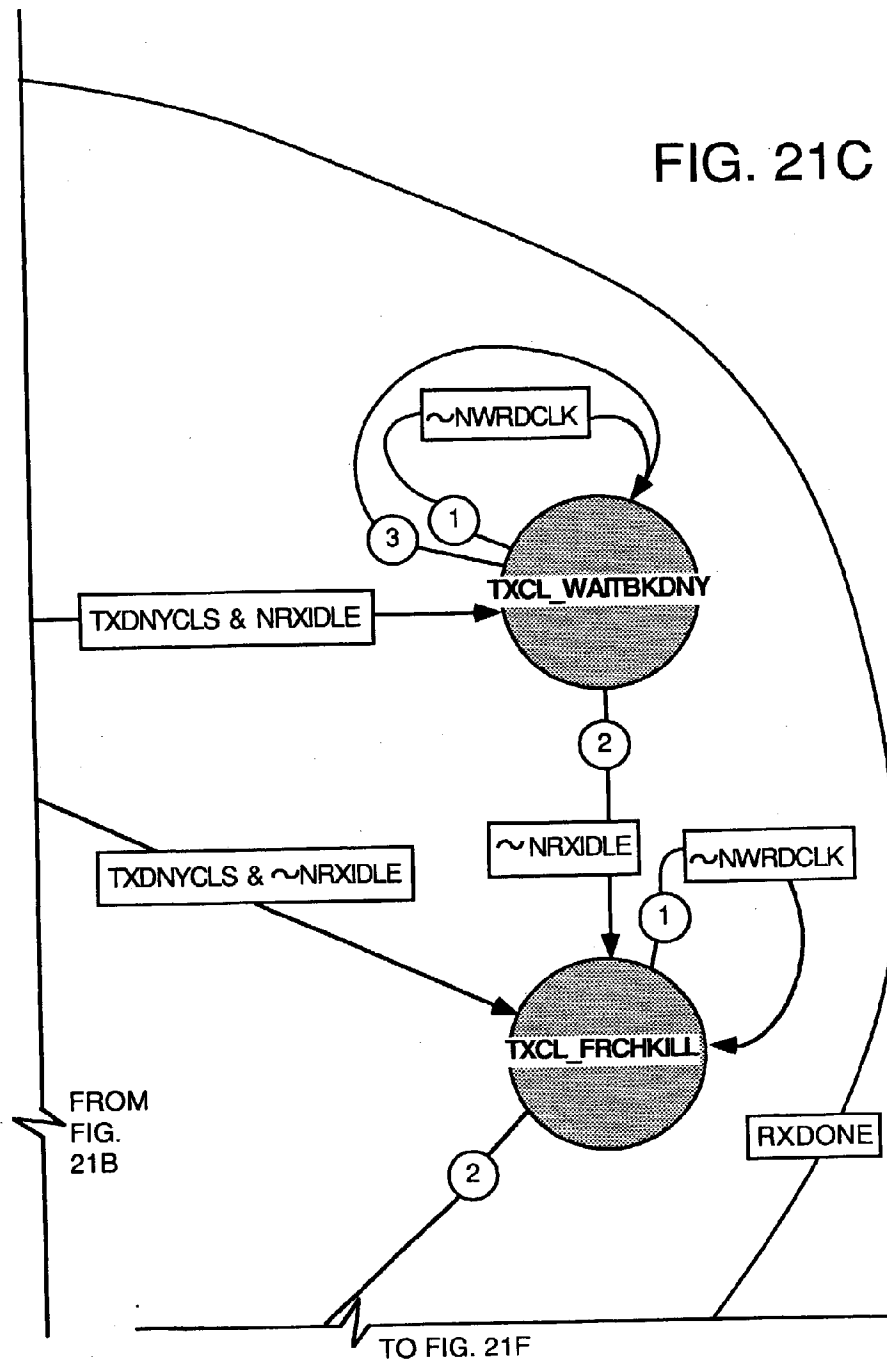 FIG. 21C
~NWRDCLK
1
3
TXCL_WAITBKDNY
TXDNYCLS & NRXIDLE
2
~NRXIDLE
~NWRDCLK
TXDNYCLS & ~NRXIDLE
1
TXCL_FRCHKILL
FROM
FIG.
21B
RXDONE
2
TO FIG. 21F